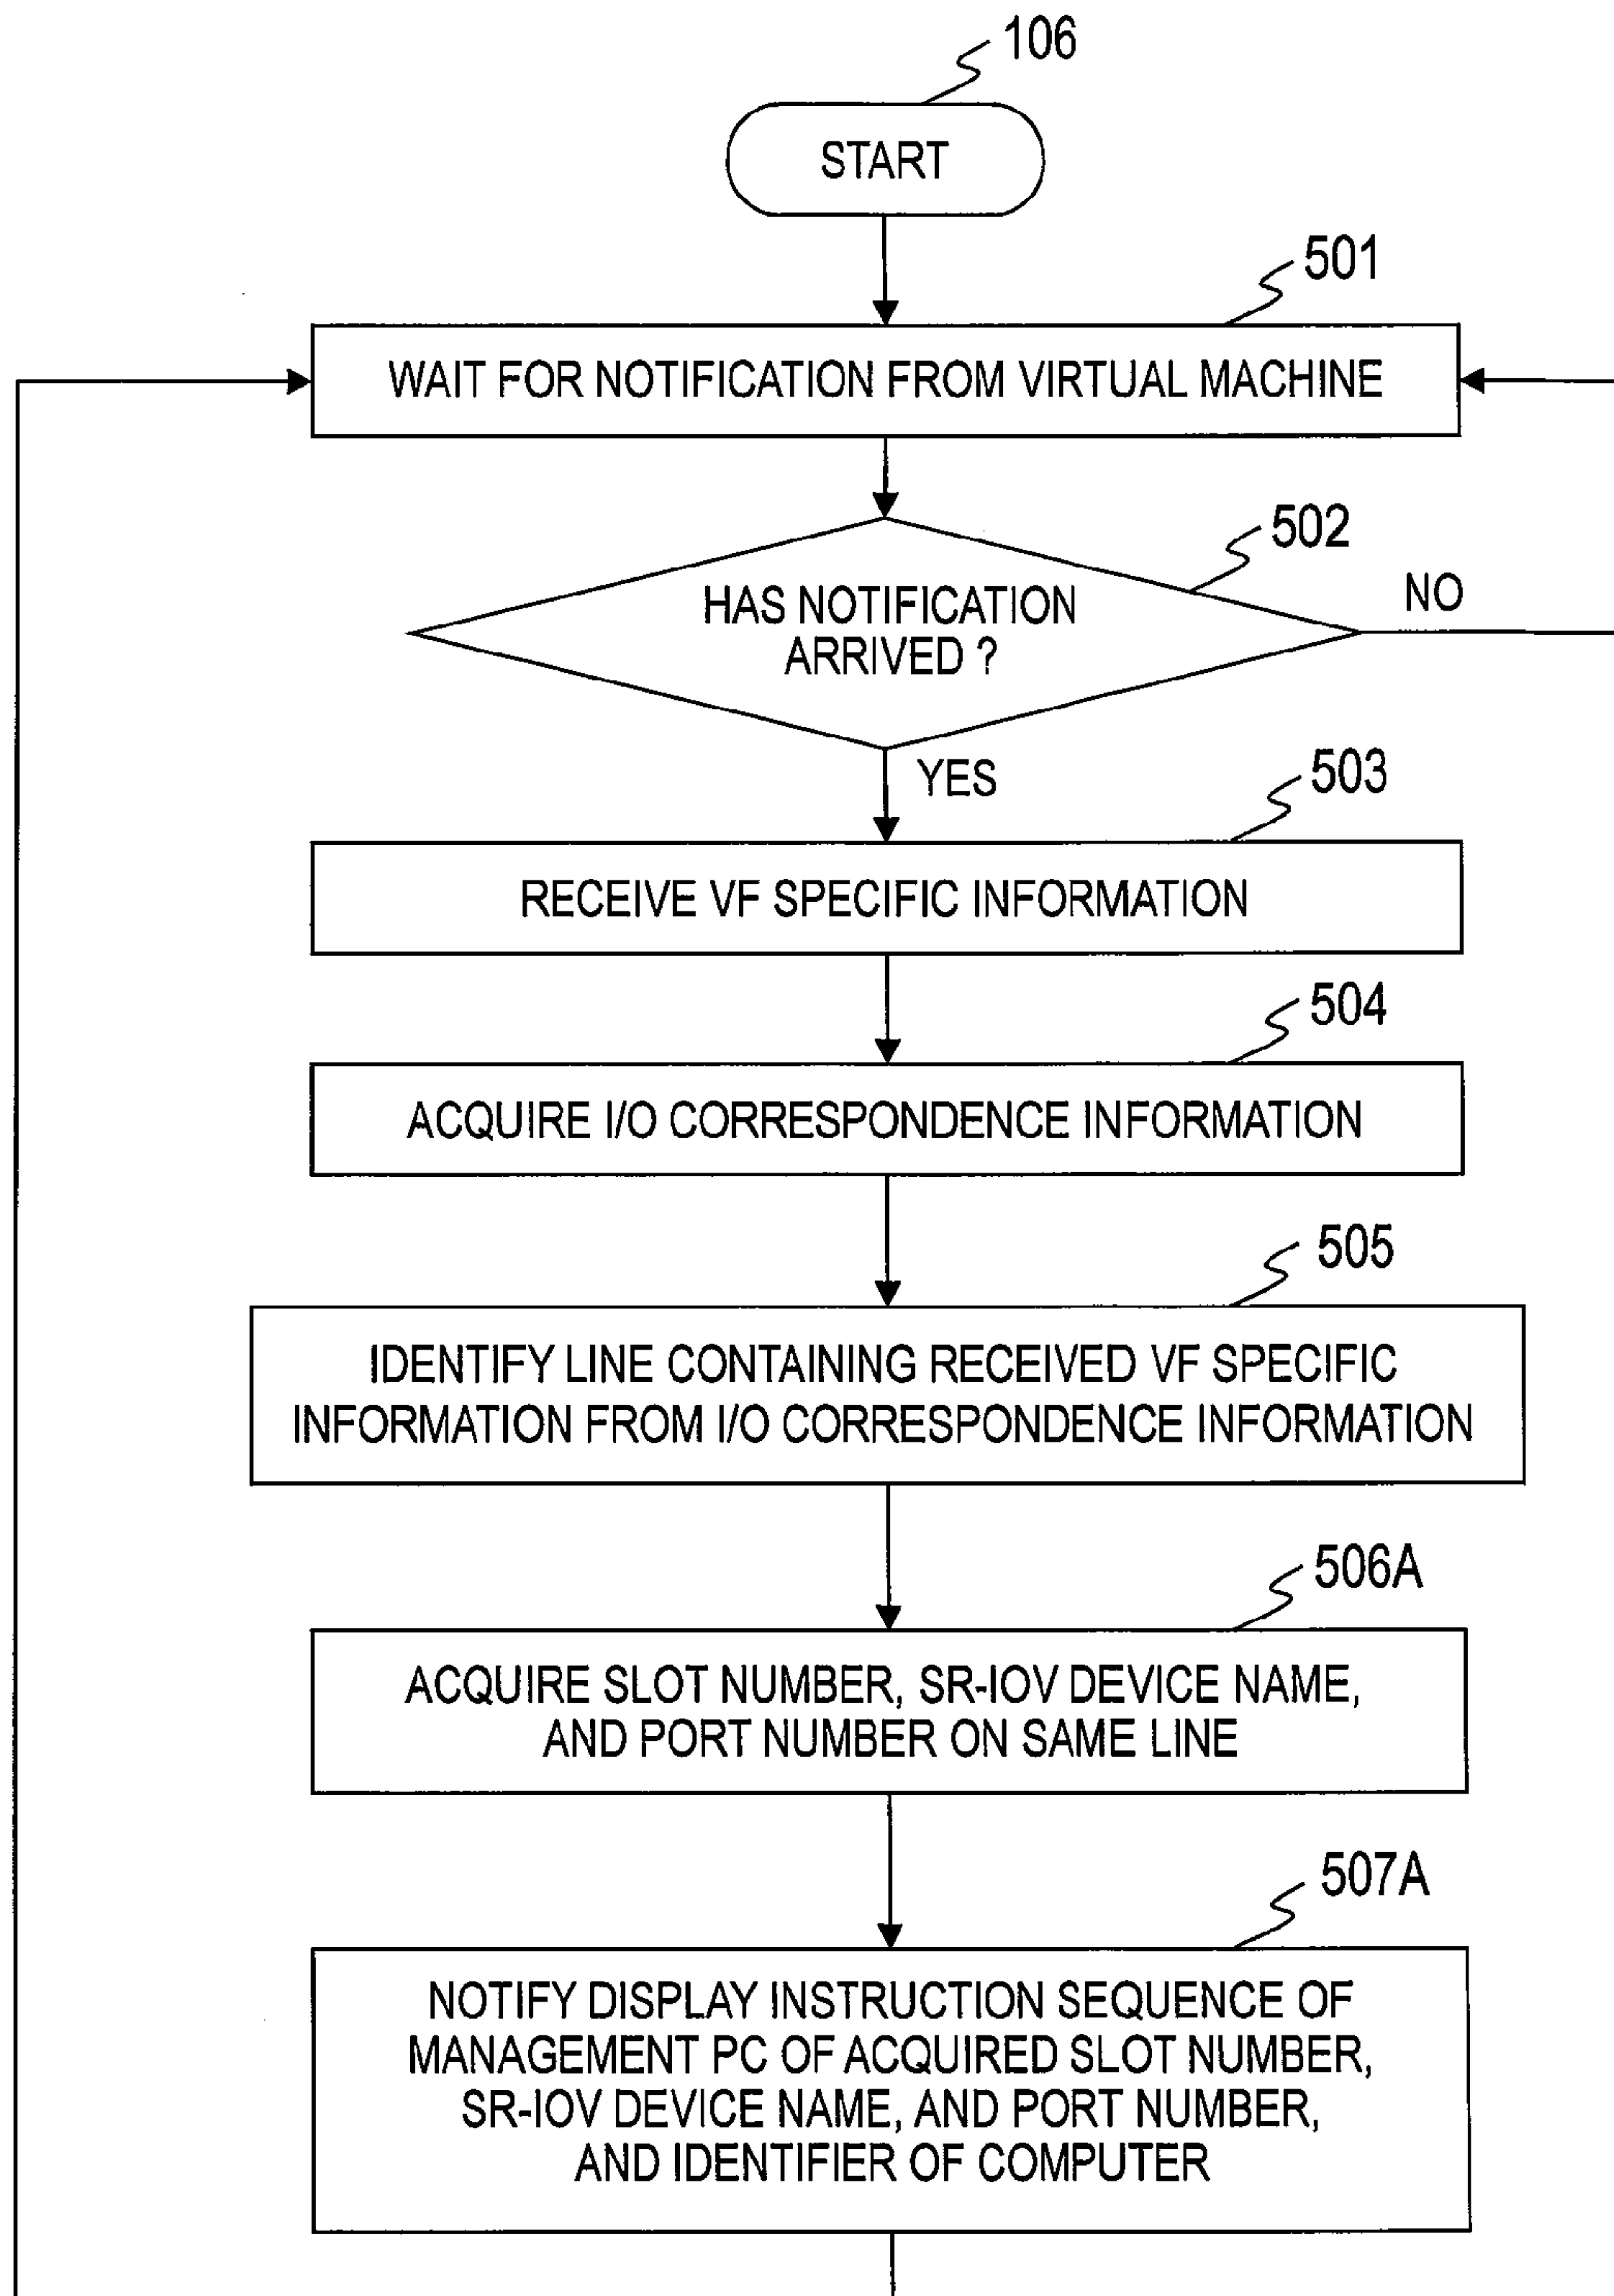 106
START
501
WAIT FOR NOTIFICATION FROM VIRTUAL MACHINE
502
HAS NOTIFICATION
ARRIVED ?
NO
YES
503
RECEIVE VF SPECIFIC INFORMATION
504
ACQUIRE I/O CORRESPONDENCE INFORMATION
505
IDENTIFY LINE CONTAINING RECEIVED VF SPECIFIC
INFORMATION FROM I/O CORRESPONDENCE INFORMATION
506A
ACQUIRE SLOT NUMBER, SR-IOV DEVICE NAME,
AND PORT NUMBER ON SAME LINE
507A
NOTIFY DISPLAY INSTRUCTION SEQUENCE OF
MANAGEMENT PC OF ACQUIRED SLOT NUMBER,
SR-IOV DEVICE NAME, AND PORT NUMBER,
AND IDENTIFIER OF COMPUTER